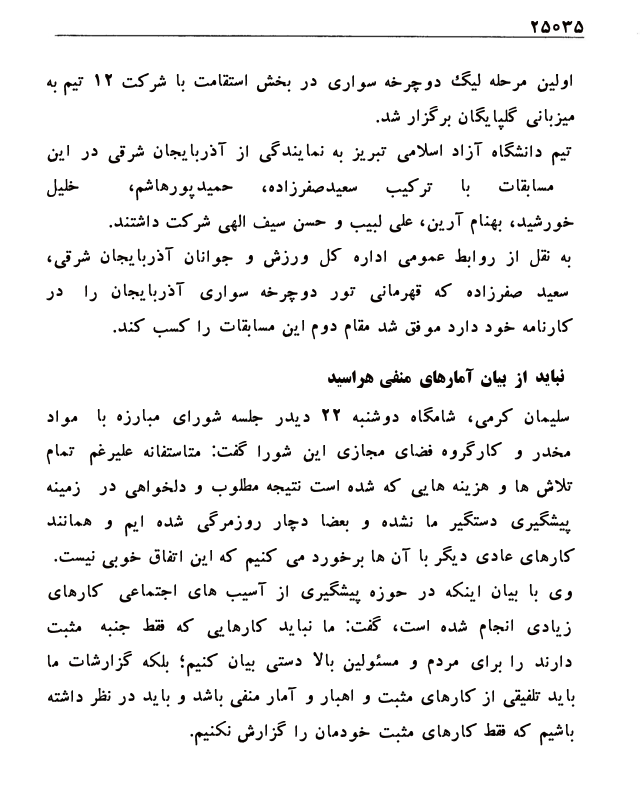 ۲۵۰۳۵
اولین مرحله لیگ دوچرخه سواری در بخش استقامت با شرکت ۱۲ تیم به
میزبانی گلپایگان برگزار شد.
تیم دانشگاه آزاد اسلامی تبریز به نمایندگی از آذربایجان شرقی در این
مسابقات با ترکیب سعیدصفرزاده، حمیدپورهاشم، خلیل
خورشید، بهنام آرین، علی لبیب و حسن سیف الهی شرکت داشتند.
به نقل از روابط عمومی اداره کل ورزش و جوانان آذربایجان شرقی،
سعید صفرزاده که قهرمانی تور دوچرخه سواری آذربایجان را در
کارنامه خود دارد موفق شد مقام دوم این مسابقات را کسب کند.
نباید از بیان آمارهای منفی هراسید
سلیمان کرمی، شامگاه دوشنبه ۲۲ دیدر جلسه شورای مبارزه با مواد
مخدر و کارگروه فضای مجازی این شورا گفت: متاستفانه علیرغم تمام
تلاش ها و هزینه هایی که شده است نتیجه مطلوب و دلخواهی در زمینه
پیشگیری دستگیر ما نشده و بعضا دچار روزمرگی شده ایم و همانند
کارهای عادی دیگر با آن ها برخورد می کنیم که این اتفاق خوبی نیست.
وی با بیان اینکه در حوزه پیشگیری از آسیب های اجتماعی کارهای
زیادی انجام شده است، گفت: ما نباید کارهایی که فقط جنبه مثبت
دارند را برای مردم و مسئولین بالا دستی بیان کنیم؛ بلکه گزارشات ما
باید تلفیقی از کارهای مثبت و اهبار و آمار منفی باشد و باید در نظر داشته
باشیم که فقط کارهای مثبت خودمان را گزارش نکنیم.